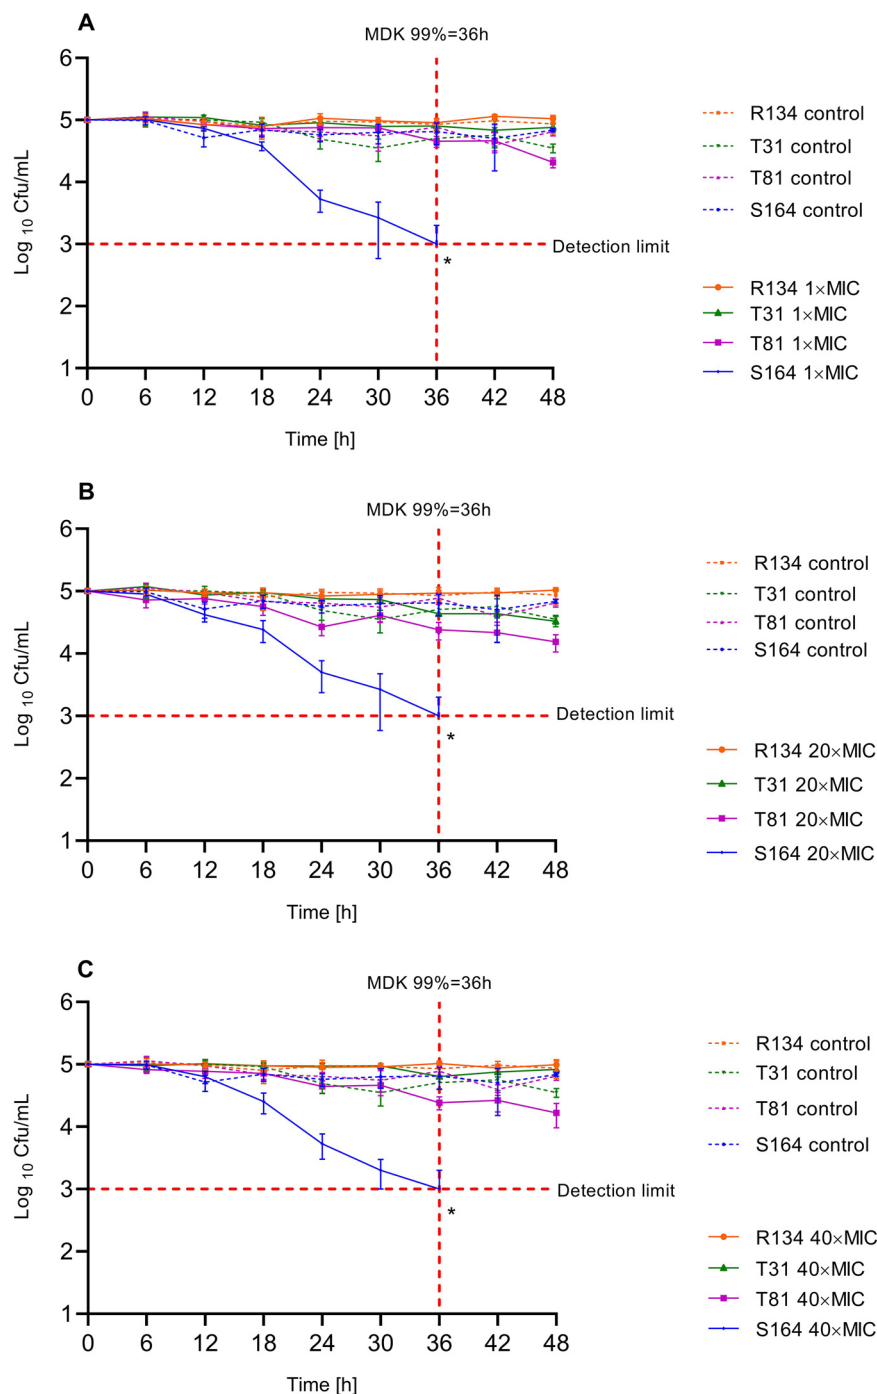 A
MDK 99%=36h
6
5
4
3
2
1
Log 10 Cfu/mL
0 6 12 18 24 30 36 42 48
Time [h]
Detection limit
*
R134 control
T31 control
T81 control
S164 control
R134 1×MIC
T31 1×MIC
T81 1×MIC
S164 1×MIC
B
MDK 99%=36h
6
5
4
3
2
1
Log 10 Cfu/mL
0 6 12 18 24 30 36 42 48
Time [h]
Detection limit
*
R134 control
T31 control
T81 control
S164 control
R134 20×MIC
T31 20×MIC
T81 20×MIC
S164 20×MIC
C
MDK 99%=36h
6
5
4
3
2
1
Log 10 Cfu/mL
0 6 12 18 24 30 36 42 48
Time [h]
Detection limit
*
R134 control
T31 control
T81 control
S164 control
R134 40×MIC
T31 40×MIC
T81 40×MIC
S164 40×MIC